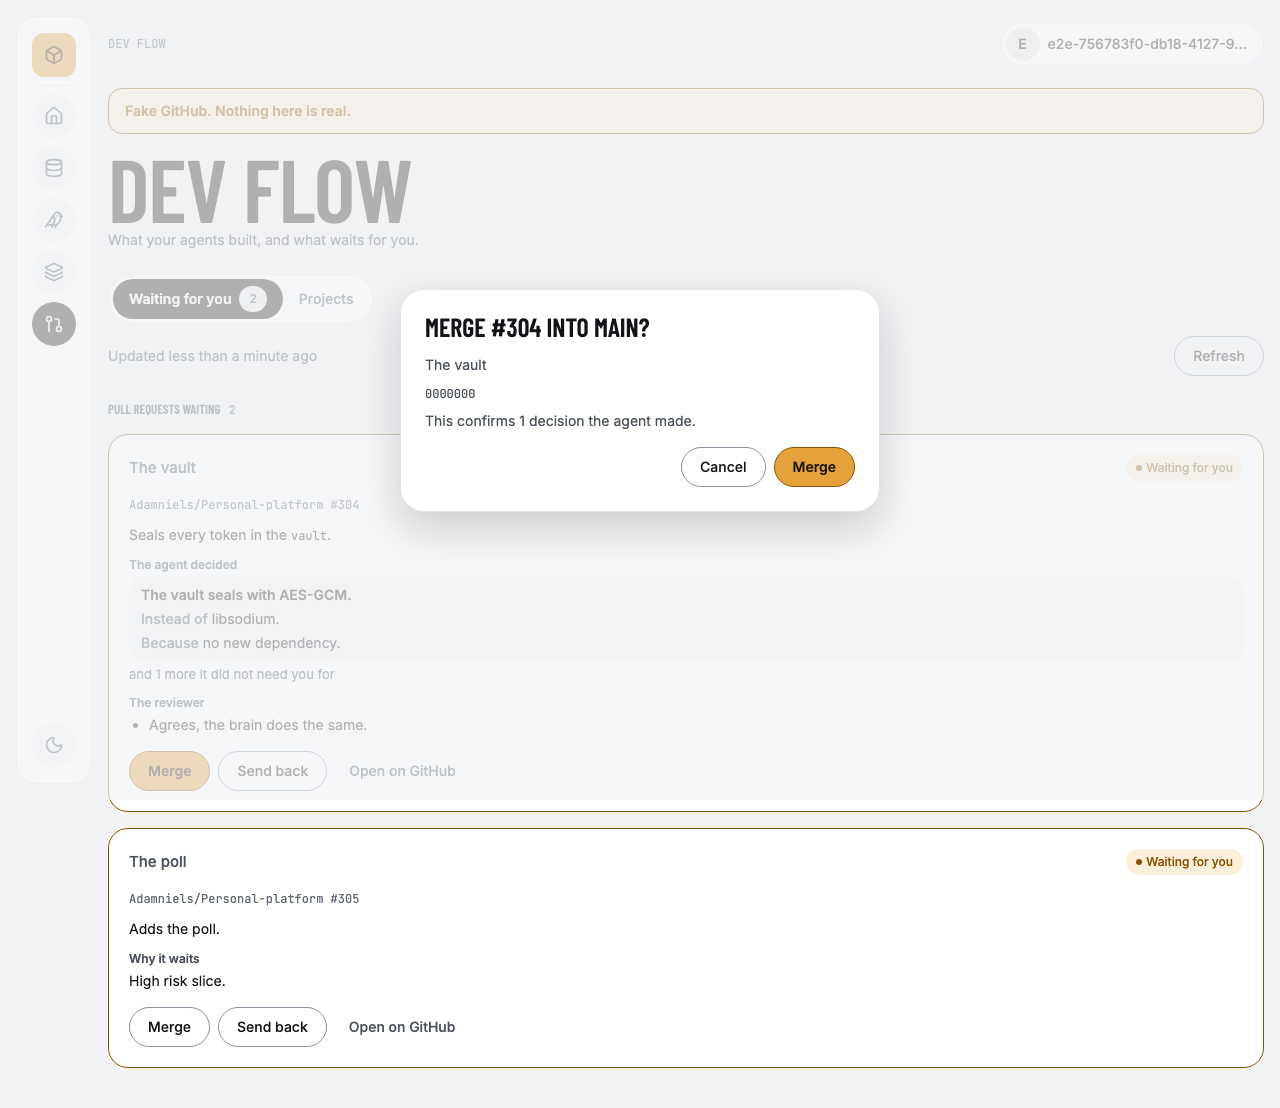 DEV FLOW
E
e2e-756783f0-db18-4127-9...
Fake GitHub. Nothing here is real.
DEV FLOW
What your agents built, and what waits for you.
Waiting for you 2
Projects
Updated less than a minute ago
Refresh
PULL REQUESTS WAITING 2
MERGE #304 INTO MAIN?
The vault
0000000
This confirms 1 decision the agent made.
Cancel
Merge
The vault
Waiting for you
Adamniels/Personal-platform #304
Seals every token in the vault.
The agent decided
The vault seals with AES-GCM.
Instead of libsodium.
Because no new dependency.
and 1 more it did not need you for
The reviewer
• Agrees, the brain does the same.
Merge
Send back
Open on GitHub
The poll
Waiting for you
Adamniels/Personal-platform #305
Adds the poll.
Why it waits
High risk slice.
Merge
Send back
Open on GitHub